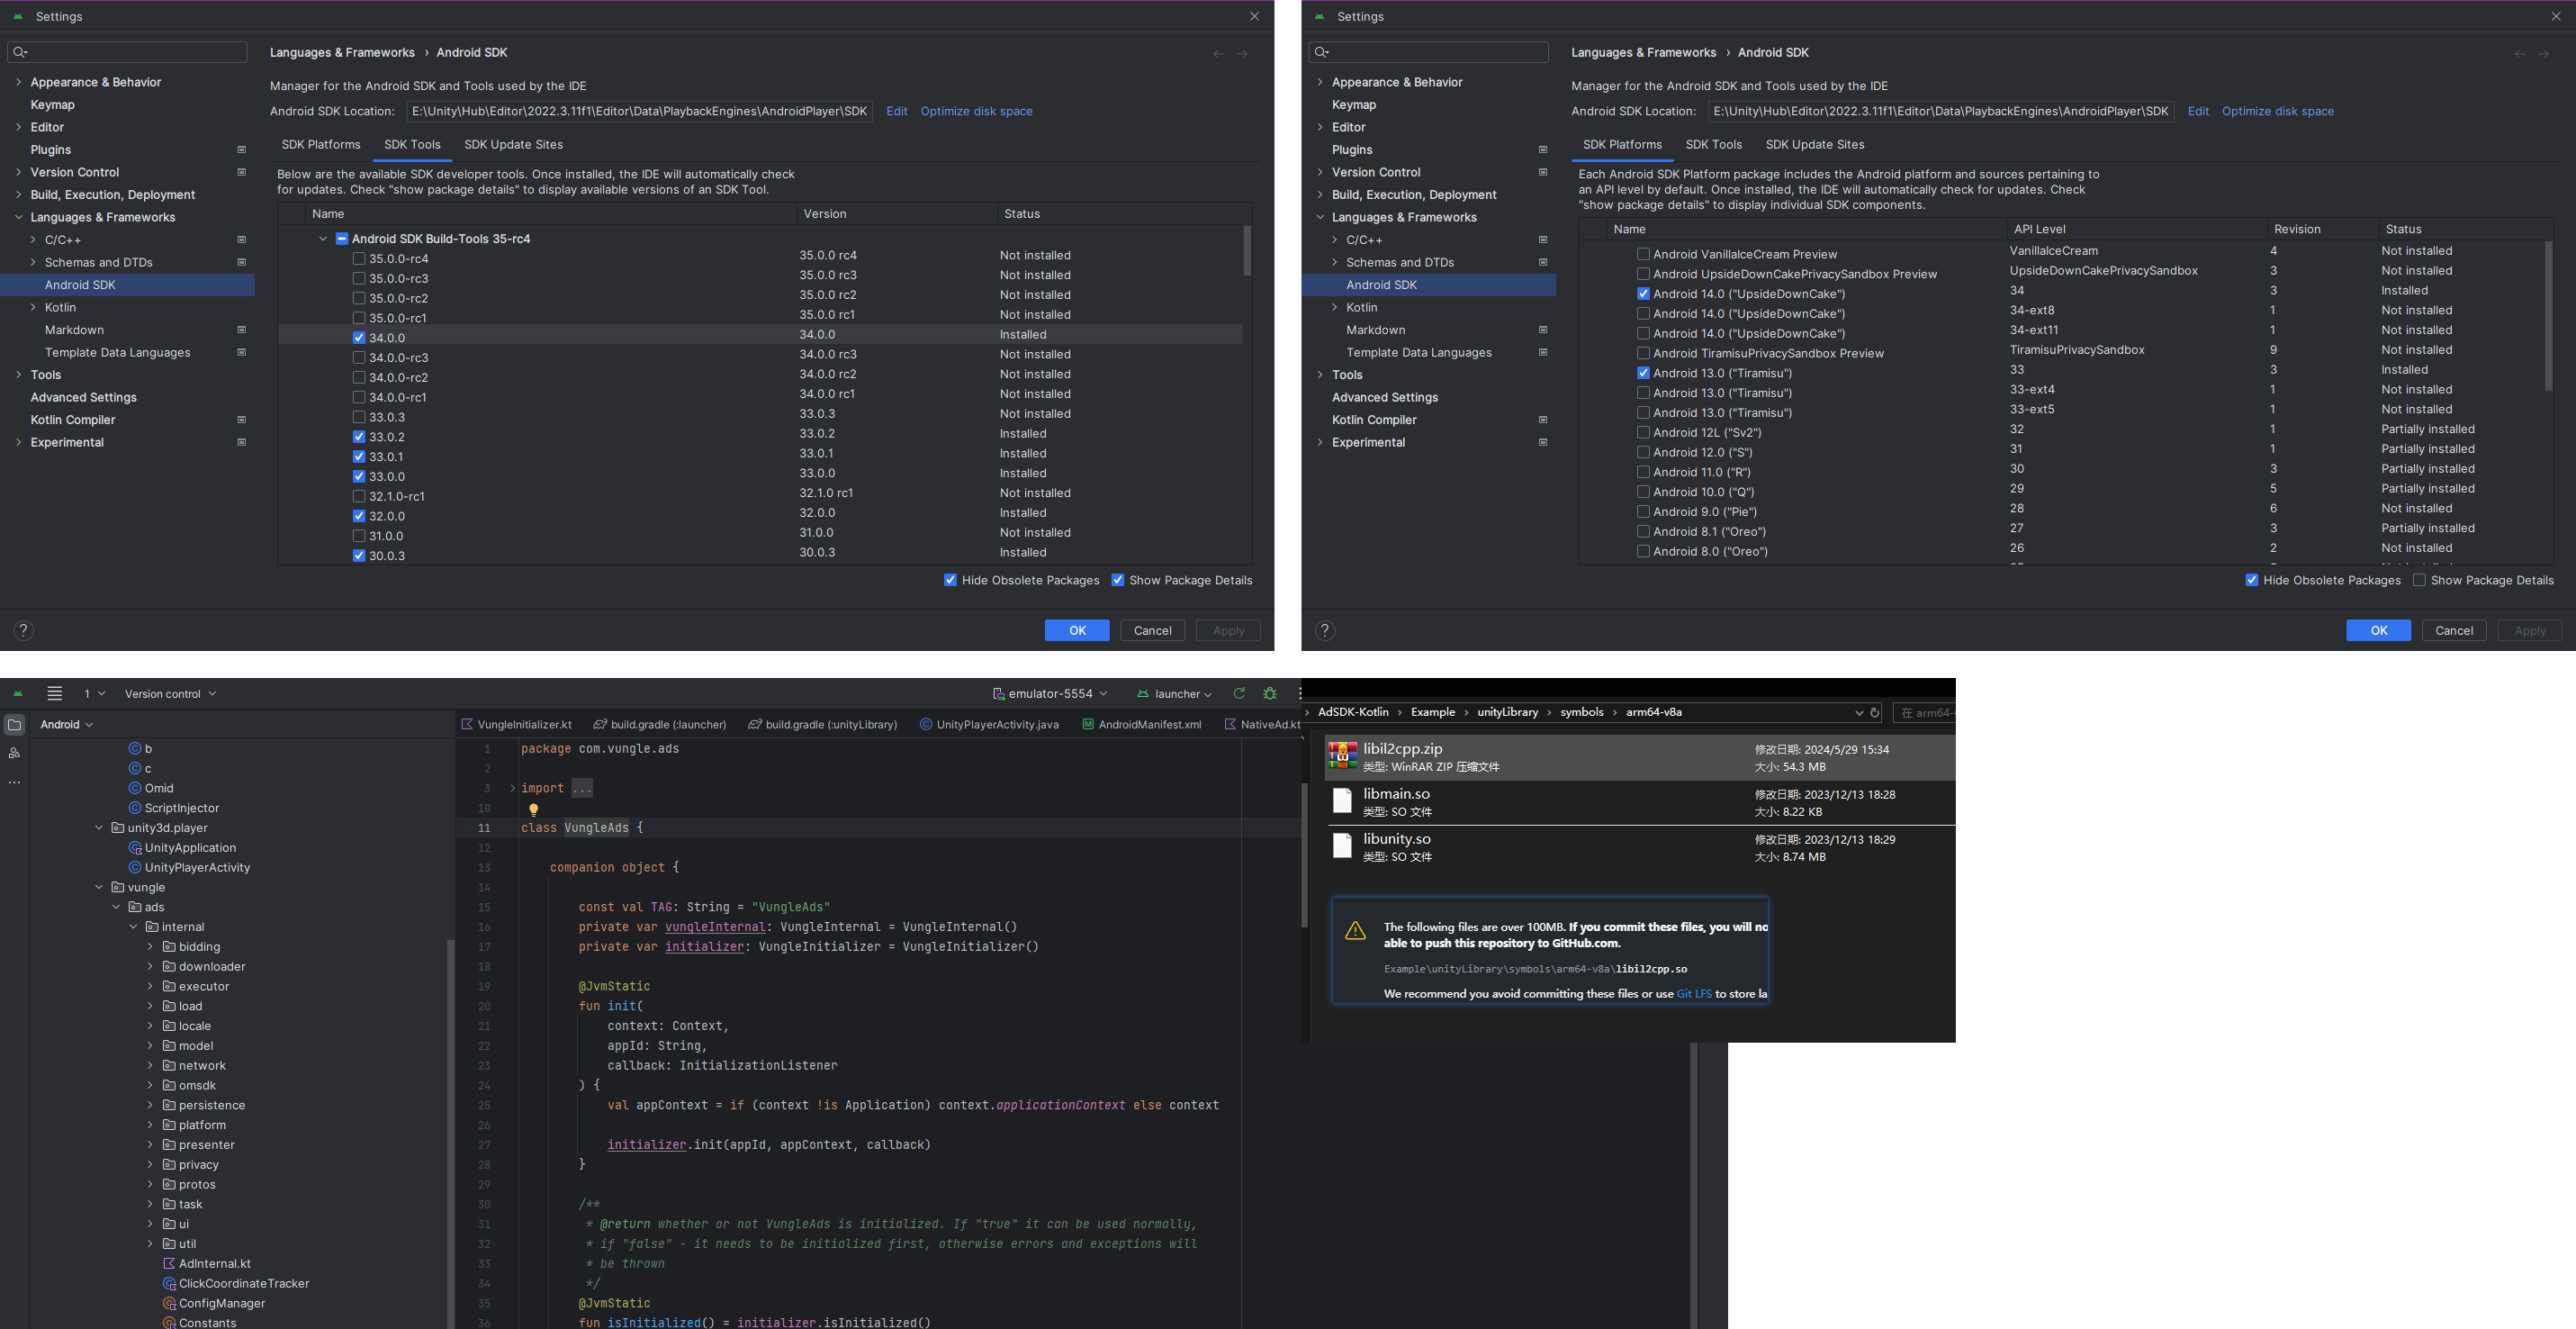 Settings
Appearance & Behavior
Keymap
Editor
Plugins
Version Control
Build, Execution, Deployment
Languages & Frameworks
C/C++
Schemas and DTDs
Android SDK
Kotlin
Markdown
Template Data Languages
Tools
Advanced Settings
Kotlin Compiler
Experimental
Languages & Frameworks › Android SDK
Manager for the Android SDK and Tools used by the IDE
Android SDK Location: E:\Unity\Hub\Editor\2022.3.11f1\Editor\Data\PlaybackEngines\AndroidPlayer\SDK Edit Optimize disk space
SDK Platforms SDK Tools SDK Update Sites
Below are the available SDK developer tools. Once installed, the IDE will automatically check
for updates. Check "show package details" to display available versions of an SDK Tool.
Name Version Status
Android SDK Build-Tools 35-rc4
35.0.0-rc4 35.0.0 rc4 Not installed
35.0.0-rc3 35.0.0 rc3 Not installed
35.0.0-rc2 35.0.0 rc2 Not installed
35.0.0-rc1 35.0.0 rc1 Not installed
34.0.0 34.0.0 Installed
34.0.0-rc3 34.0.0 rc3 Not installed
34.0.0-rc2 34.0.0 rc2 Not installed
34.0.0-rc1 34.0.0 rc1 Not installed
33.0.3 33.0.3 Not installed
33.0.2 33.0.2 Installed
33.0.1 33.0.1 Installed
33.0.0 33.0.0 Installed
32.1.0-rc1 32.1.0 rc1 Not installed
32.0.0 32.0.0 Installed
31.0.0 31.0.0 Not installed
30.0.3 30.0.3 Installed
Hide Obsolete Packages Show Package Details
? OK Cancel Apply
Settings
Appearance & Behavior
Keymap
Editor
Plugins
Version Control
Build, Execution, Deployment
Languages & Frameworks
C/C++
Schemas and DTDs
Android SDK
Kotlin
Markdown
Template Data Languages
Tools
Advanced Settings
Kotlin Compiler
Experimental
Languages & Frameworks › Android SDK
Manager for the Android SDK and Tools used by the IDE
Android SDK Location: E:\Unity\Hub\Editor\2022.3.11f1\Editor\Data\PlaybackEngines\AndroidPlayer\SDK Edit Optimize disk space
SDK Platforms SDK Tools SDK Update Sites
Each Android SDK Platform package includes the Android platform and sources pertaining to
an API level by default. Once installed, the IDE will automatically check for updates. Check
"show package details" to display individual SDK components.
Name API Level Revision Status
Android VanillaIceCream Preview VanillaIceCream 4 Not installed
Android UpsideDownCakePrivacySandbox Preview UpsideDownCakePrivacySandbox 3 Not installed
Android 14.0 ("UpsideDownCake") 34 3 Installed
Android 14.0 ("UpsideDownCake") 34-ext8 1 Not installed
Android 14.0 ("UpsideDownCake") 34-ext11 1 Not installed
Android TiramisuPrivacySandbox Preview TiramisuPrivacySandbox 9 Not installed
Android 13.0 ("Tiramisu") 33 3 Installed
Android 13.0 ("Tiramisu") 33-ext4 1 Not installed
Android 13.0 ("Tiramisu") 33-ext5 1 Not installed
Android 12L ("Sv2") 32 1 Partially installed
Android 12.0 ("S") 31 1 Partially installed
Android 11.0 ("R") 30 3 Partially installed
Android 10.0 ("Q") 29 5 Partially installed
Android 9.0 ("Pie") 28 6 Not installed
Android 8.1 ("Oreo") 27 3 Partially installed
Android 8.0 ("Oreo") 26 2 Not installed
Hide Obsolete Packages Show Package Details
? OK Cancel Apply
1 Version control emulator-5554 launcher
Android
b
c
Omid
ScriptInjector
unity3d.player
UnityApplication
UnityPlayerActivity
vungle
ads
internal
bidding
downloader
executor
load
locale
model
network
omsdk
persistence
platform
presenter
privacy
protos
task
ui
util
AdInternal.kt
ClickCoordinateTracker
ConfigManager
Constants
VungleInitializer.kt build.gradle (:launcher) build.gradle (:unityLibrary) UnityPlayerActivity.java AndroidManifest.xml NativeAd.kt
1 package com.vungle.ads
2
3 import ...
10
11 class VungleAds {
12
13 companion object {
14
15 const val TAG: String = "VungleAds"
16 private var vungleInternal: VungleInternal = VungleInternal()
17 private var initializer: VungleInitializer = VungleInitializer()
18
19 @JvmStatic
20 fun init(
21 context: Context,
22 appId: String,
23 callback: InitializationListener
24 ) {
25 val appContext = if (context !is Application) context.applicationContext else context
26
27 initializer.init(appId, appContext, callback)
28 }
29
30 /**
31 * @return whether or not VungleAds is initialized. If "true" it can be used normally,
32 * if "false" - it needs to be initialized first, otherwise errors and exceptions will
33 * be thrown
34 */
35 @JvmStatic
36 fun isInitialized() = initializer.isInitialized()
AdSDK-Kotlin › Example › unityLibrary › symbols › arm64-v8a 在 arm64-
libil2cpp.zip 修改日期: 2024/5/29 15:34
类型: WinRAR ZIP 压缩文件 大小: 54.3 MB
libmain.so 修改日期: 2023/12/13 18:28
类型: SO 文件 大小: 8.22 KB
libunity.so 修改日期: 2023/12/13 18:29
类型: SO 文件 大小: 8.74 MB
The following files are over 100MB. If you commit these files, you will no
able to push this repository to GitHub.com.
Example\unityLibrary\symbols\arm64-v8a\libil2cpp.so
We recommend you avoid committing these files or use Git LFS to store la